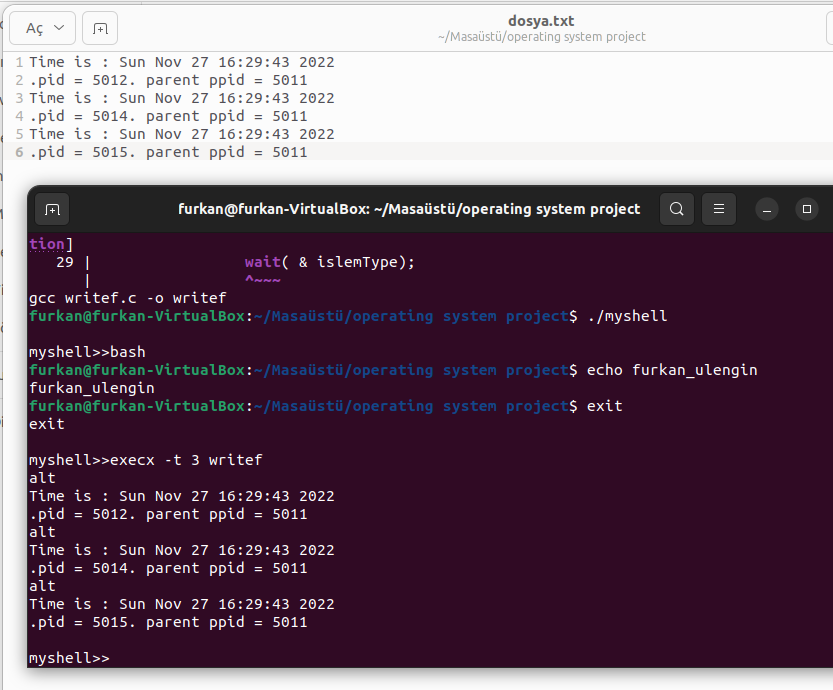 Aç
dosya.txt
~/Masaüstü/operating system project
1 Time is : Sun Nov 27 16:29:43 2022
2 .pid = 5012. parent ppid = 5011
3 Time is : Sun Nov 27 16:29:43 2022
4 .pid = 5014. parent ppid = 5011
5 Time is : Sun Nov 27 16:29:43 2022
6 .pid = 5015. parent ppid = 5011
furkan@furkan-VirtualBox: ~/Masaüstü/operating system project
tion]
29 | wait( & islemType);
| ^~~~
gcc writef.c -o writef
furkan@furkan-VirtualBox:~/Masaüstü/operating system project$ ./myshell
myshell>>bash
furkan@furkan-VirtualBox:~/Masaüstü/operating system project$ echo furkan_ulengin
furkan_ulengin
furkan@furkan-VirtualBox:~/Masaüstü/operating system project$ exit
exit
myshell>>execx -t 3 writef
alt
Time is : Sun Nov 27 16:29:43 2022
.pid = 5012. parent ppid = 5011
alt
Time is : Sun Nov 27 16:29:43 2022
.pid = 5014. parent ppid = 5011
alt
Time is : Sun Nov 27 16:29:43 2022
.pid = 5015. parent ppid = 5011
myshell>>